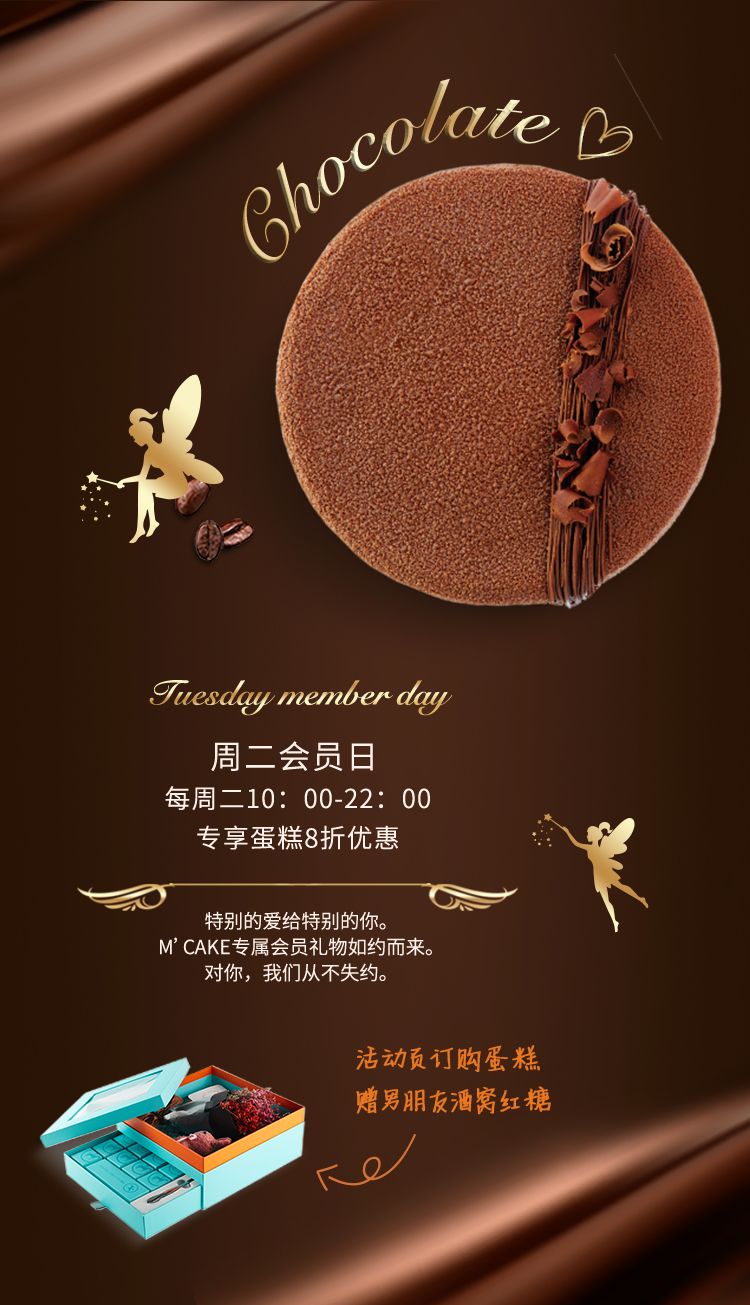 Chocolate
Tuesday member day
周二会员日
每周二10：00-22：00
专享蛋糕8折优惠
特别的爱给特别的你。
M’CAKE专属会员礼物如约而来。
对你，我们从不失约。
活动页订购蛋糕
赠男朋友酒窝红糖